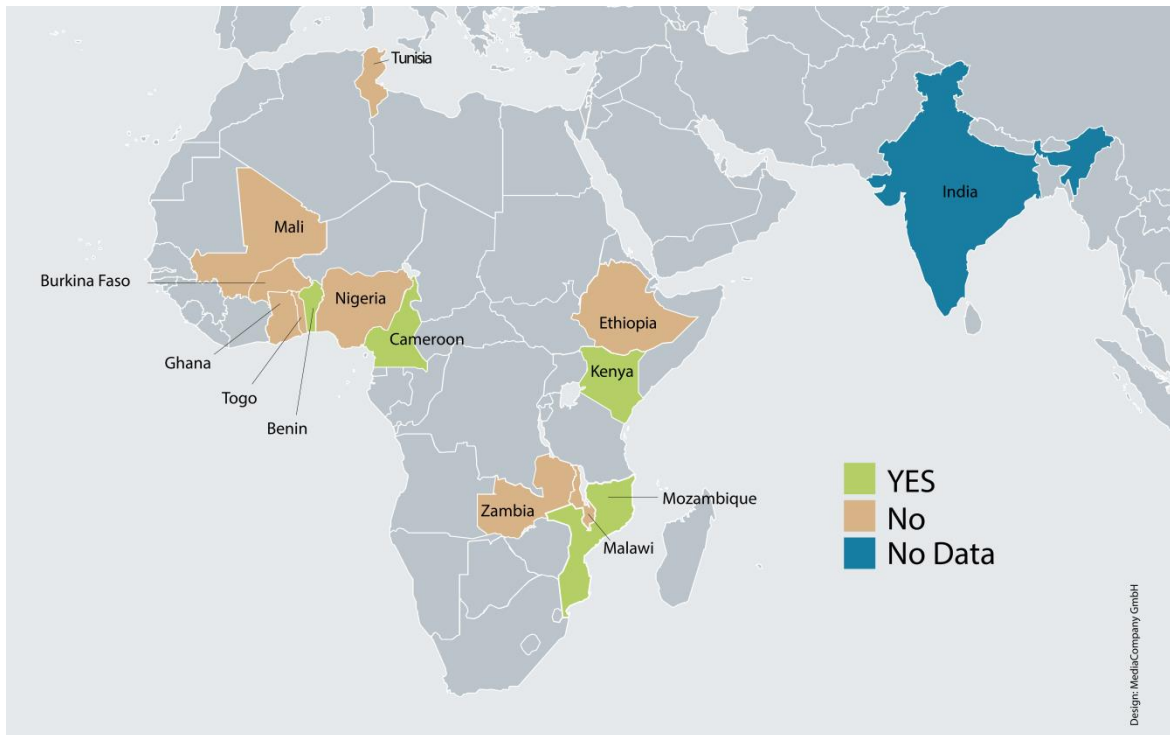 Tunisia
Mali
India
Burkina Faso
Nigeria
Ethiopia
Cameroon
Ghana
Kenya
Togo
Benin
YES
Mozambique
Zambia
No
Malawi
No Data
Design: MediaCompany GmbH